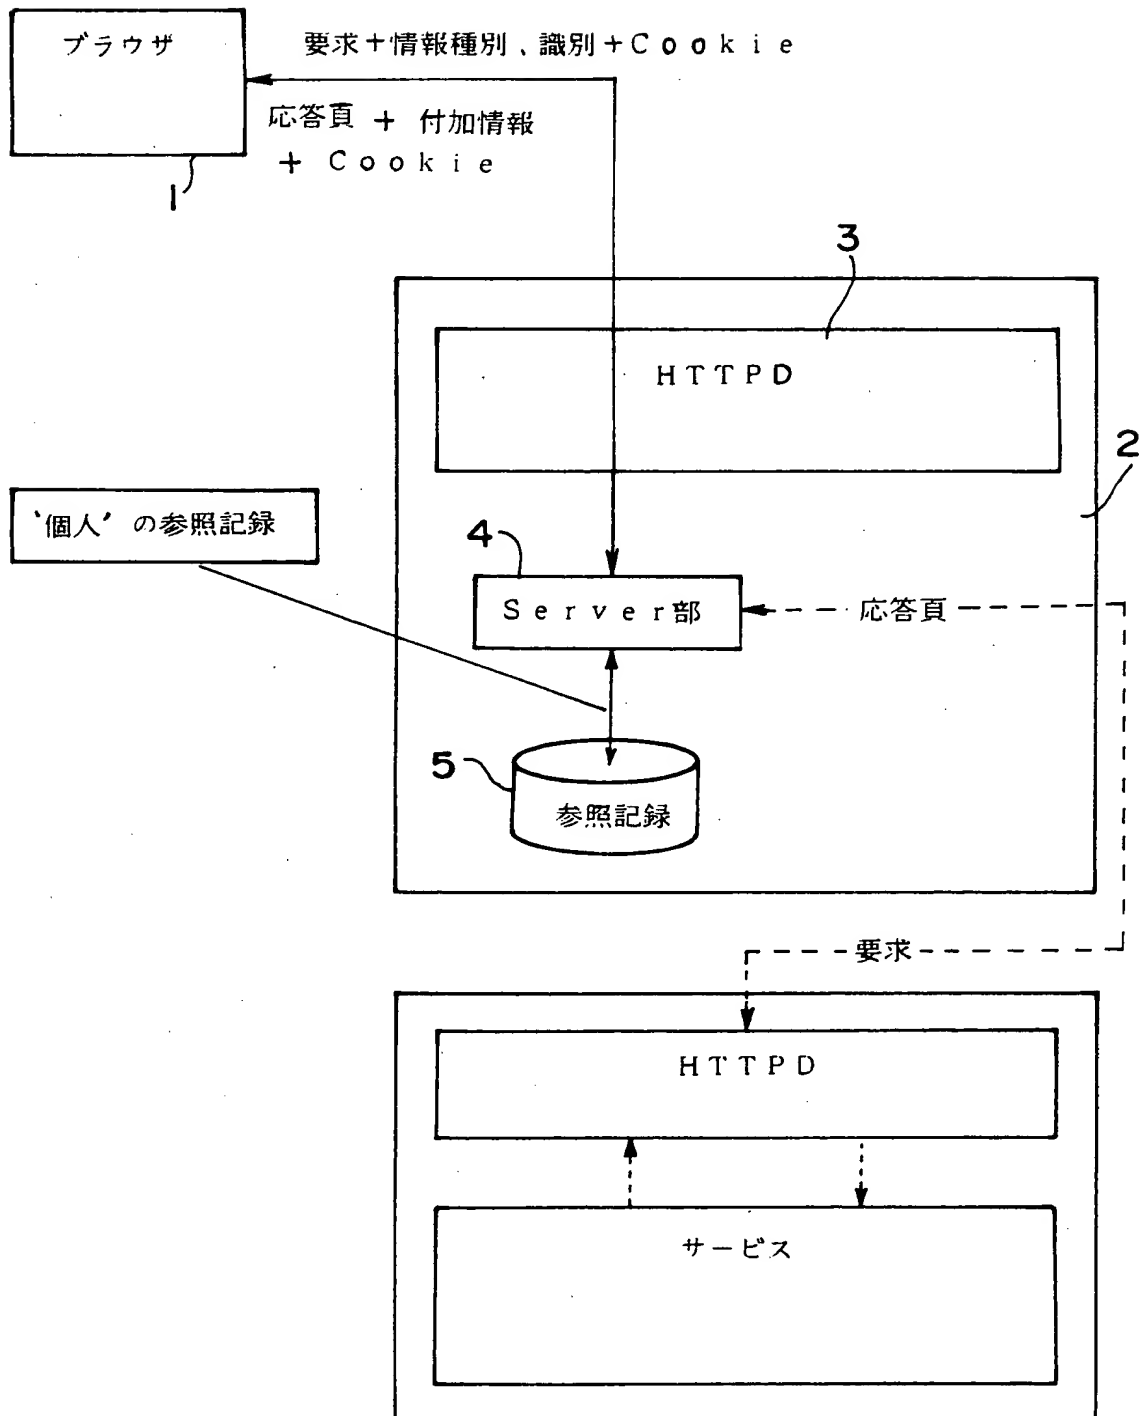 ブラウザ
要求＋情報種別，識別＋Ｃｏｏｋｉｅ
応答頁 ＋ 付加情報
＋ Ｃｏｏｋｉｅ
1
3
ＨＴＴＰＤ
2
‘個人’の参照記録
4
Ｓｅｒｖｅｒ部
応答頁
5
参照記録
要求
ＨＴＴＰＤ
サービス